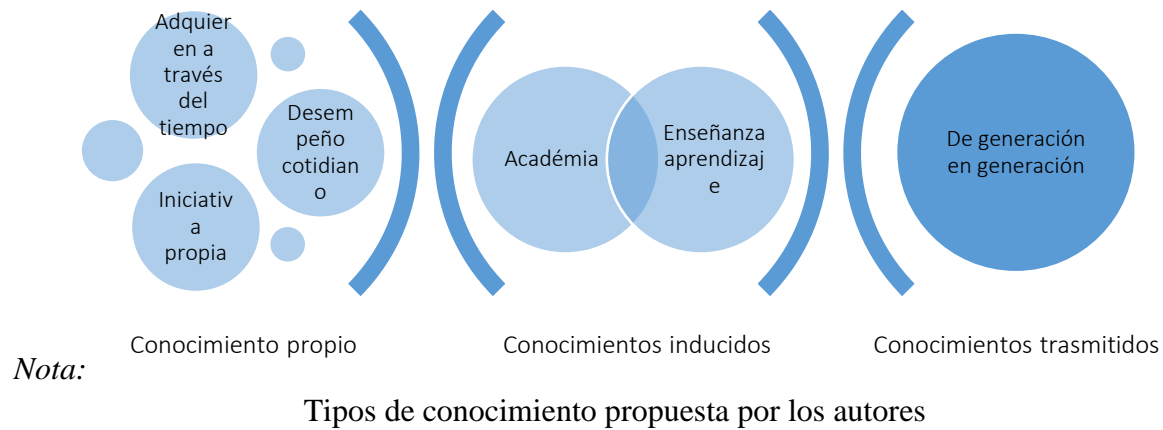 Adquier
en a
través
del
tiempo
Desem
peño
cotidian
o
Iniciativ
a
propia
Académia
Enseñanza
aprendizaj
e
De generación
en generación
Conocimiento propio
Conocimientos inducidos
Conocimientos trasmitidos
Nota:
Tipos de conocimiento propuesta por los autores